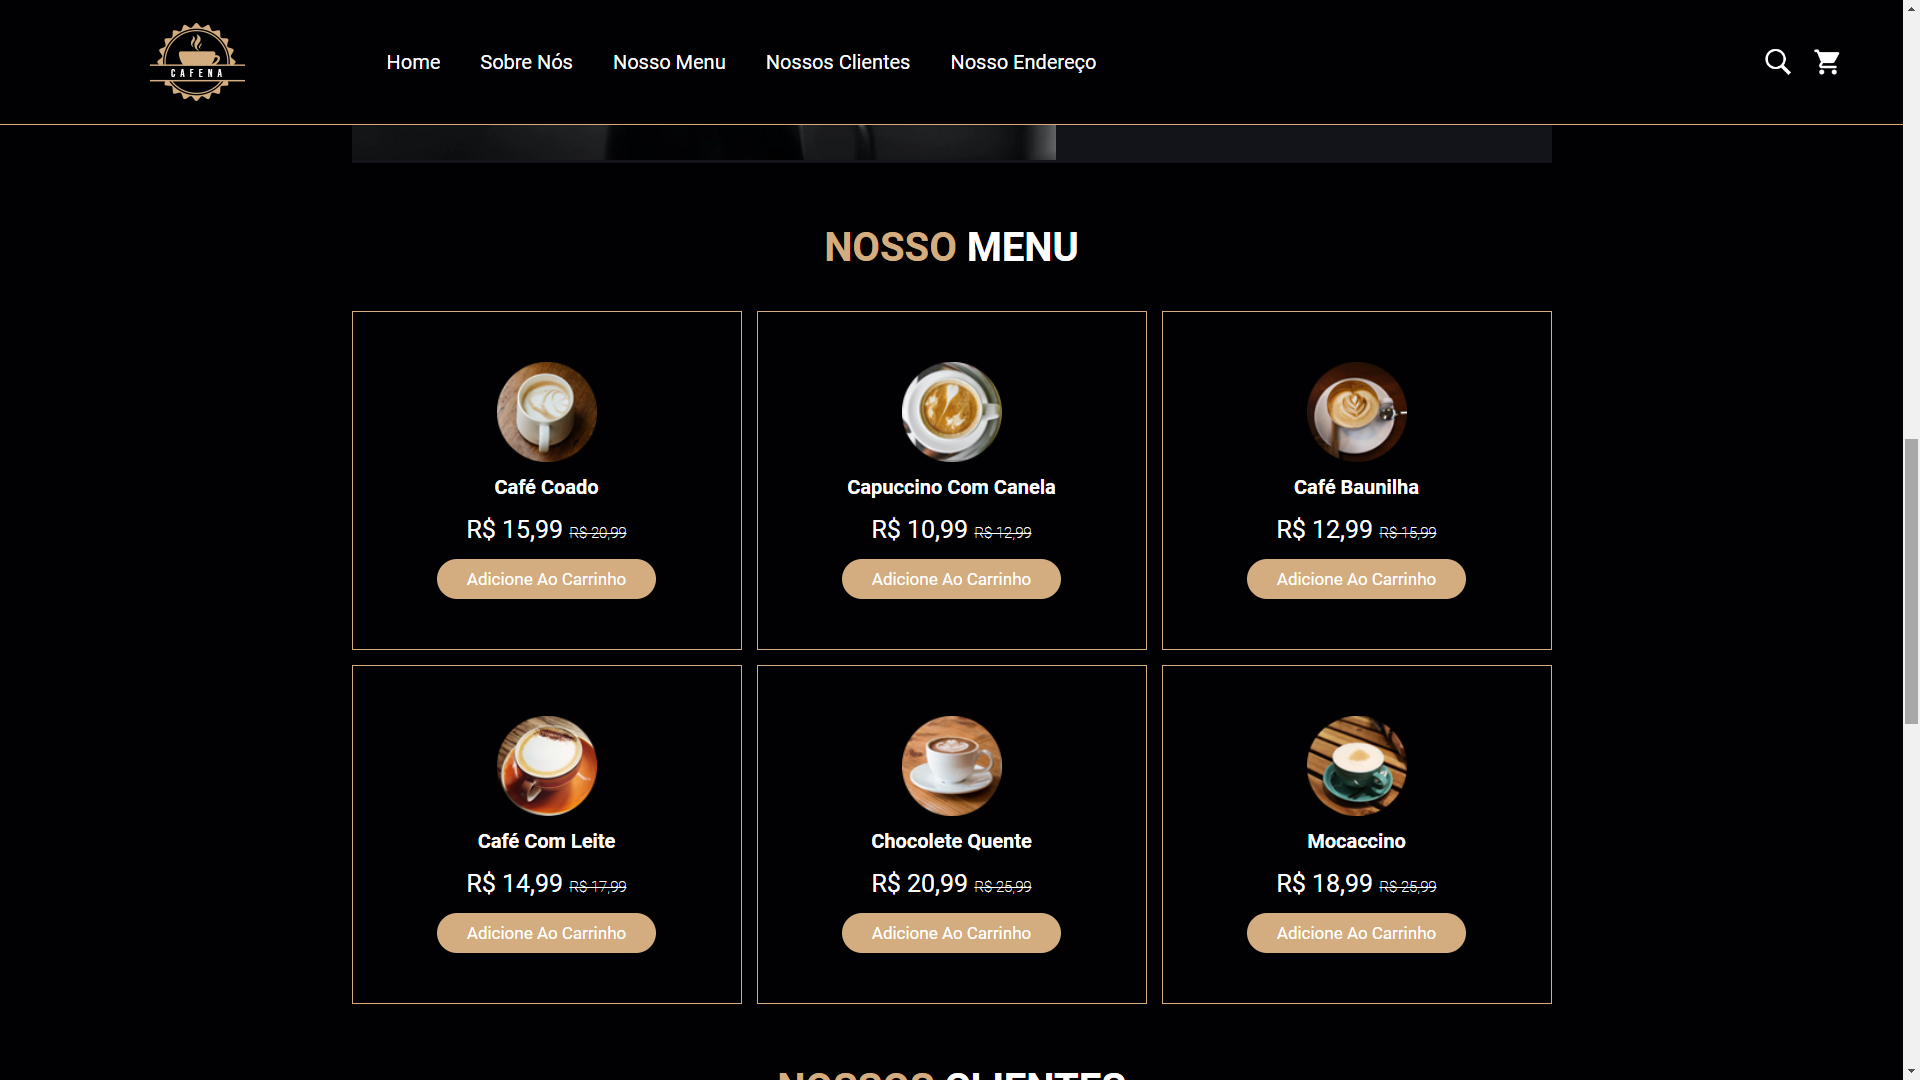 CAFENA
Home Sobre Nós Nosso Menu Nossos Clientes Nosso Endereço
NOSSO MENU
Café Coado
R$ 15,99 R$ 20,99
Adicione Ao Carrinho
Capuccino Com Canela
R$ 10,99 R$ 12,99
Adicione Ao Carrinho
Café Baunilha
R$ 12,99 R$ 15,99
Adicione Ao Carrinho
Café Com Leite
R$ 14,99 R$ 17,99
Adicione Ao Carrinho
Chocolete Quente
R$ 20,99 R$ 25,99
Adicione Ao Carrinho
Mocaccino
R$ 18,99 R$ 25,99
Adicione Ao Carrinho
NOSSOS CLIENTES